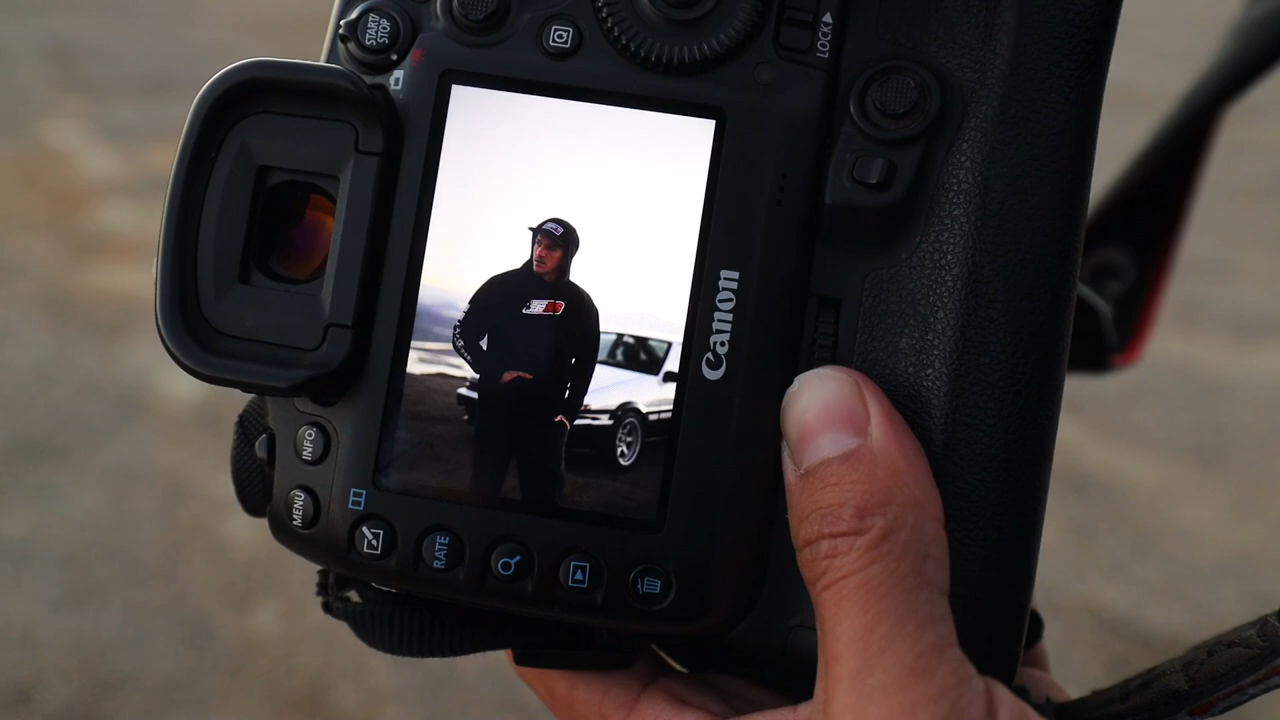 START/
STOP
Q
LOCK▲
Canon
INFO.
MENU
RATE